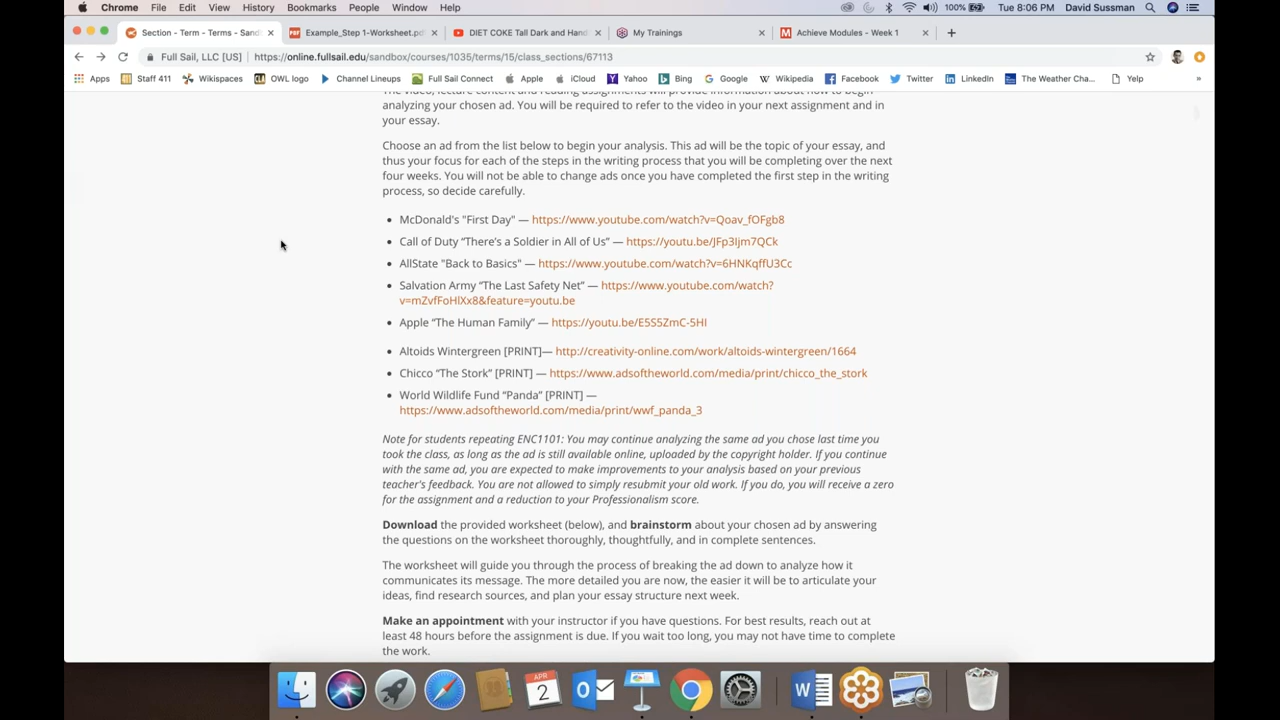 Chrome File Edit View History Bookmarks People Window Help 100% Tue 8:06 PM David Sussman
Section - Term - Terms - Sand
Example_Step 1-Worksheet.pdf
DIET COKE Tall Dark and Hand
My Trainings
Achieve Modules - Week 1
Full Sail, LLC [US] https://online.fullsail.edu/sandbox/courses/1035/terms/15/class_sections/67113
Apps Staff 411 Wikispaces OWL logo Channel Lineups Full Sail Connect Apple iCloud Yahoo Bing Google Wikipedia Facebook Twitter LinkedIn The Weather Cha... Yelp »
The video, lecture content and reading assignments will provide information about how to begin
analyzing your chosen ad. You will be required to refer to the video in your next assignment and in
your essay.
Choose an ad from the list below to begin your analysis. This ad will be the topic of your essay, and
thus your focus for each of the steps in the writing process that you will be completing over the next
four weeks. You will not be able to change ads once you have completed the first step in the writing
process, so decide carefully.
McDonald's "First Day" — https://www.youtube.com/watch?v=Qoav_fOFgb8
Call of Duty “There’s a Soldier in All of Us” — https://youtu.be/JFp3Ijm7QCk
AllState "Back to Basics" — https://www.youtube.com/watch?v=6HNKqffU3Cc
Salvation Army “The Last Safety Net” — https://www.youtube.com/watch?
v=mZvfFoHlXx8&feature=youtu.be
Apple “The Human Family” — https://youtu.be/E5S5ZmC-5HI
Altoids Wintergreen [PRINT]— http://creativity-online.com/work/altoids-wintergreen/1664
Chicco “The Stork” [PRINT] — https://www.adsoftheworld.com/media/print/chicco_the_stork
World Wildlife Fund “Panda” [PRINT] —
https://www.adsoftheworld.com/media/print/wwf_panda_3
Note for students repeating ENC1101: You may continue analyzing the same ad you chose last time you
took the class, as long as the ad is still available online, uploaded by the copyright holder. If you continue
with the same ad, you are expected to make improvements to your analysis based on your previous
teacher's feedback. You are not allowed to simply resubmit your old work. If you do, you will receive a zero
for the assignment and a reduction to your Professionalism score.
Download the provided worksheet (below), and brainstorm about your chosen ad by answering
the questions on the worksheet thoroughly, thoughtfully, and in complete sentences.
The worksheet will guide you through the process of breaking the ad down to analyze how it
communicates its message. The more detailed you are now, the easier it will be to articulate your
ideas, find research sources, and plan your essay structure next week.
Make an appointment with your instructor if you have questions. For best results, reach out at
least 48 hours before the assignment is due. If you wait too long, you may not have time to complete
the work.
APR
2